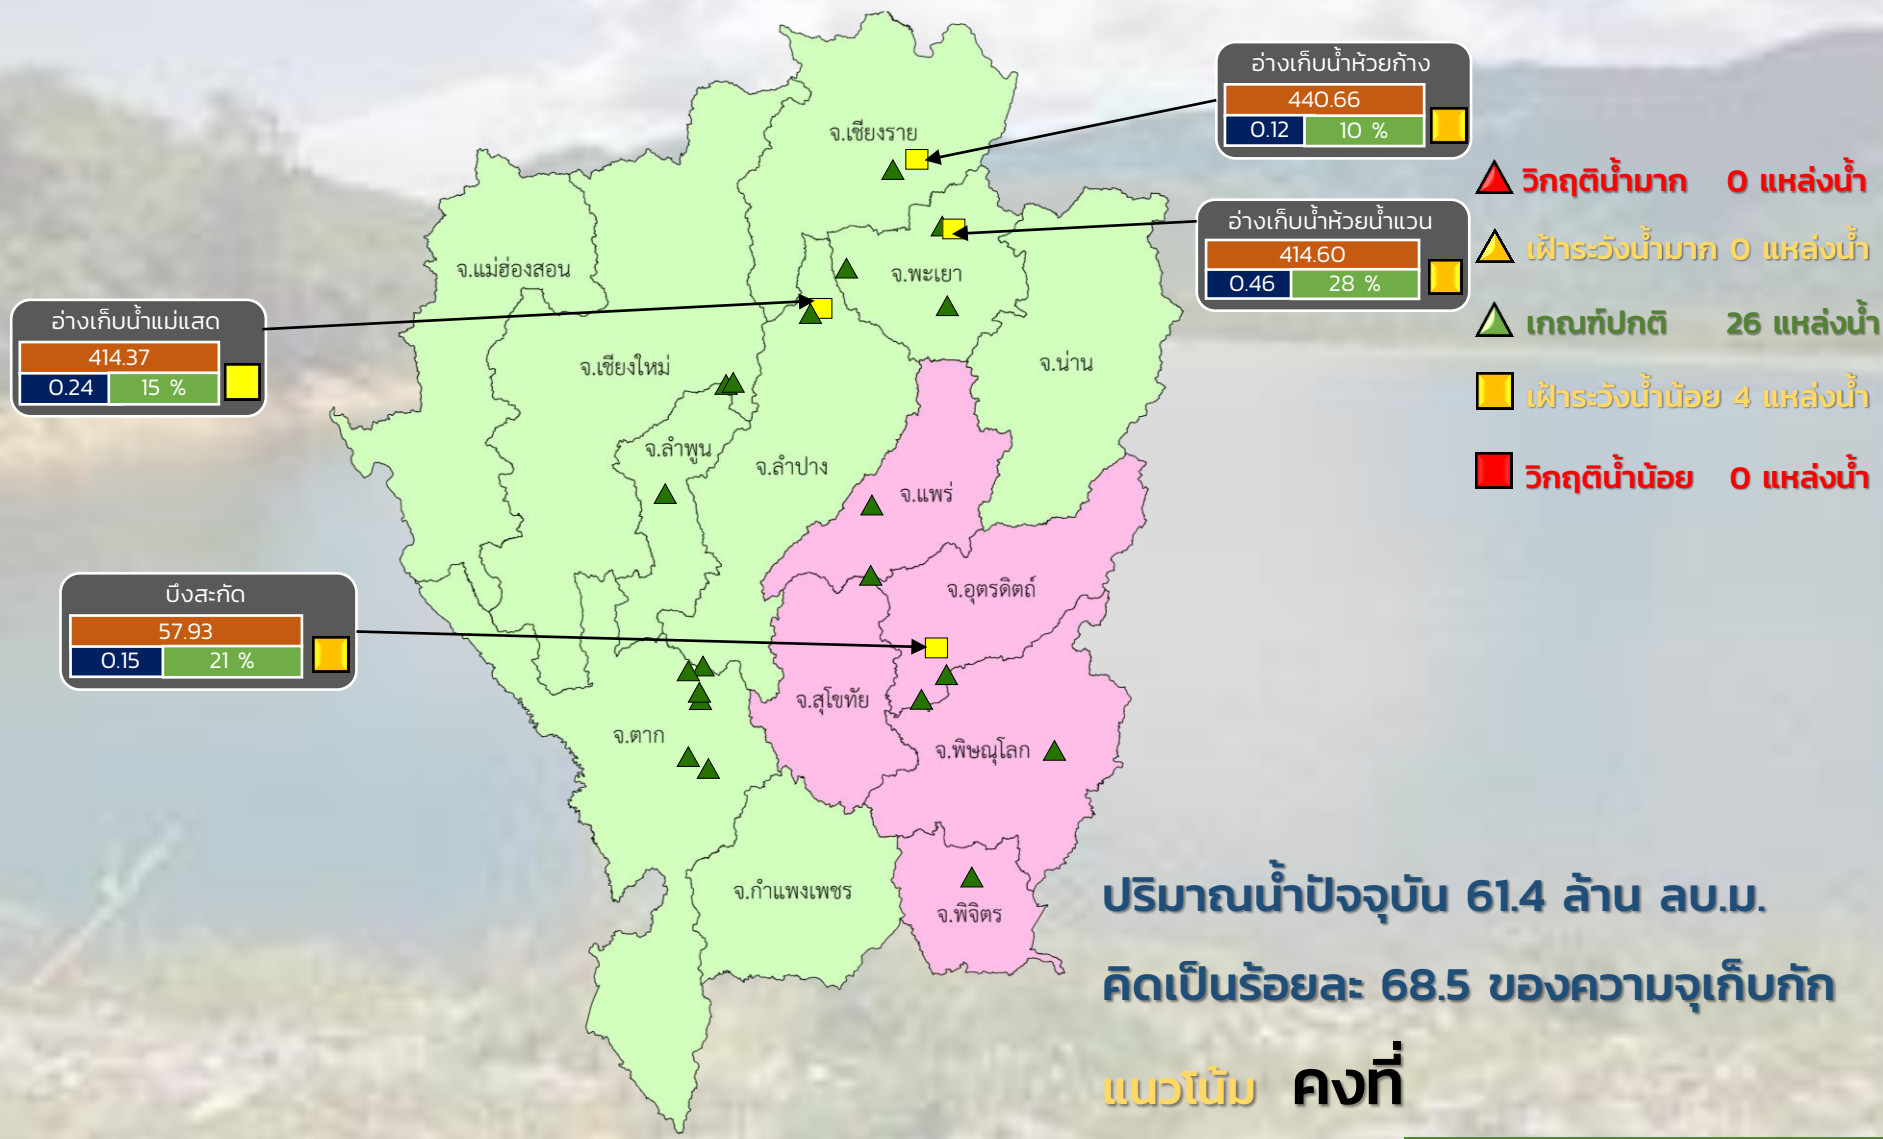 อ่างเก็บน้ำห้วยก้าง
440.66
0.12 10 %
จ.เชียงราย
วิกฤติน้ำมาก 0 แหล่งน้ำ
อ่างเก็บน้ำห้วยน้ำแวน
414.60
0.46 28 %
เฝ้าระวังน้ำมาก 0 แหล่งน้ำ
จ.แม่ฮ่องสอน
จ.พะเยา
อ่างเก็บน้ำแม่แสด
414.37
0.24 15 %
เกณฑ์ปกติ 26 แหล่งน้ำ
จ.เชียงใหม่
จ.น่าน
เฝ้าระวังน้ำน้อย 4 แหล่งน้ำ
จ.ลำพูน
จ.ลำปาง
วิกฤติน้ำน้อย 0 แหล่งน้ำ
จ.แพร่
บึงสะกัด
57.93
0.15 21 %
จ.อุตรดิตถ์
จ.สุโขทัย
จ.ตาก
จ.พิษณุโลก
จ.กำแพงเพชร
จ.พิจิตร
ปริมาณน้ำปัจจุบัน 61.4 ล้าน ลบ.ม.
คิดเป็นร้อยละ 68.5 ของความจุเก็บกัก
แนวโน้ม คงที่